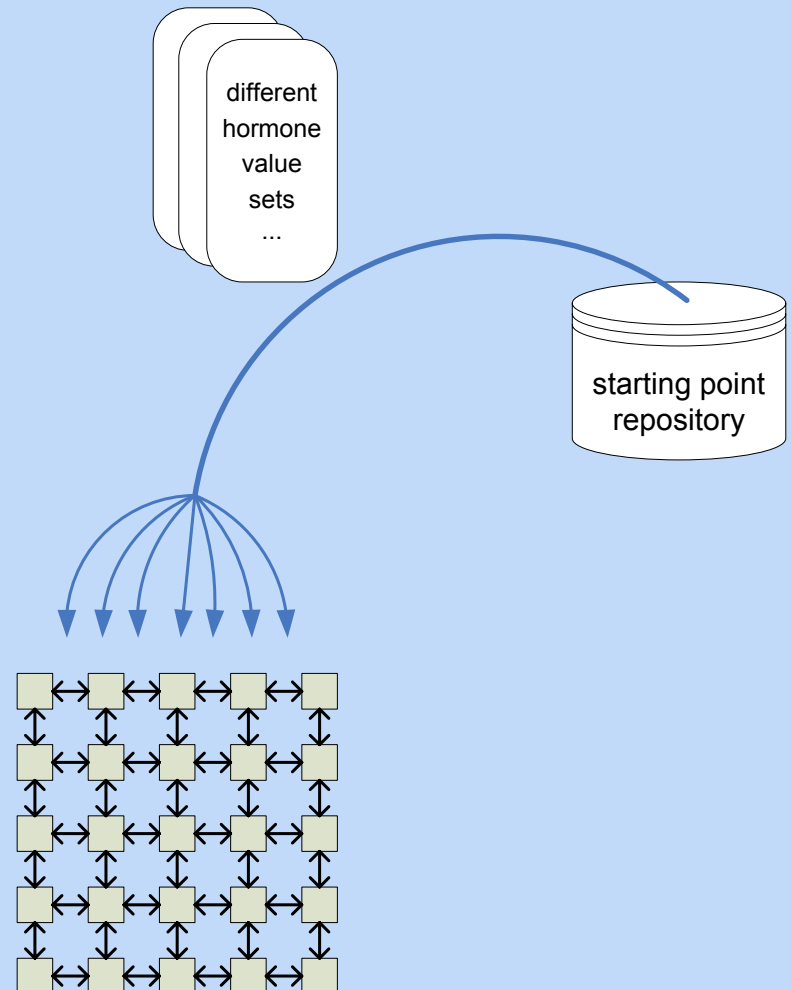 different
hormone
value
sets
...
starting point
repository